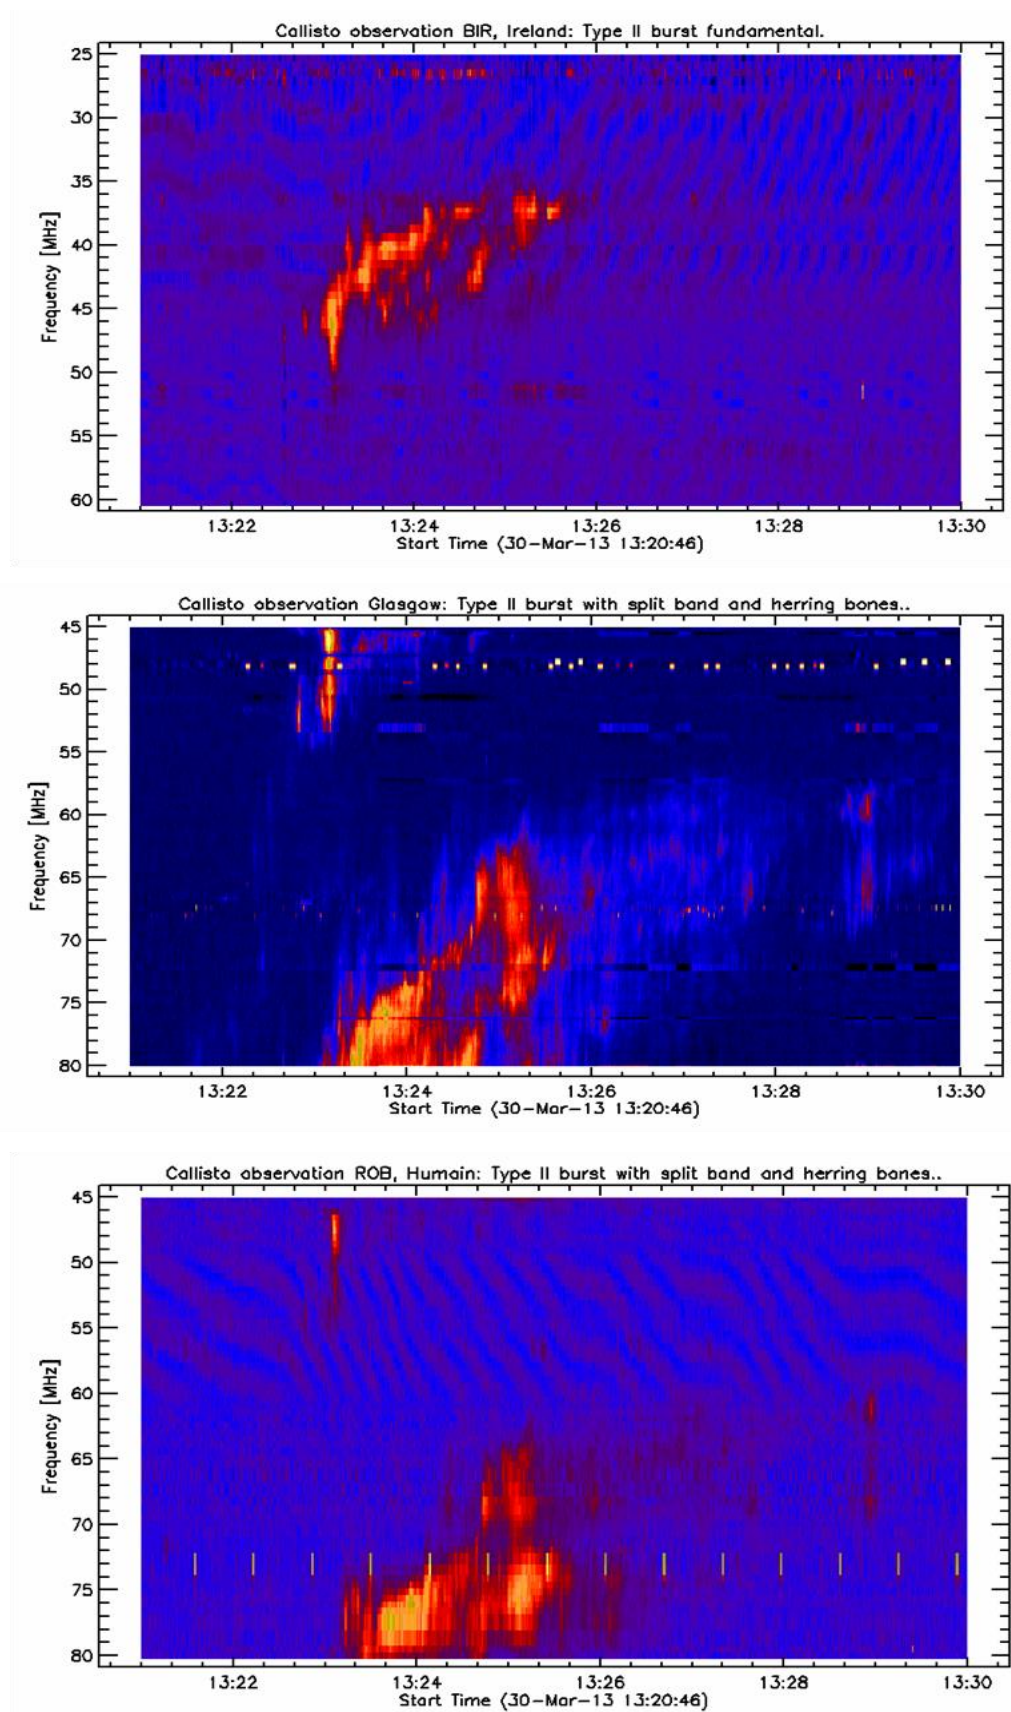 Callisto observation BIR, Ireland: Type II burst fundamental.
25
30
35
40
45
50
55
60
Frequency [MHz]
13:22 13:24 13:26 13:28 13:30
Start Time (30-Mar-13 13:20:46)
Callisto observation Glasgow: Type II burst with split band and herring bones..
45
50
55
60
65
70
75
80
Frequency [MHz]
13:22 13:24 13:26 13:28 13:30
Start Time (30-Mar-13 13:20:46)
Callisto observation ROB, Humain: Type II burst with split band and herring bones..
45
50
55
60
65
70
75
80
Frequency [MHz]
13:22 13:24 13:26 13:28 13:30
Start Time (30-Mar-13 13:20:46)